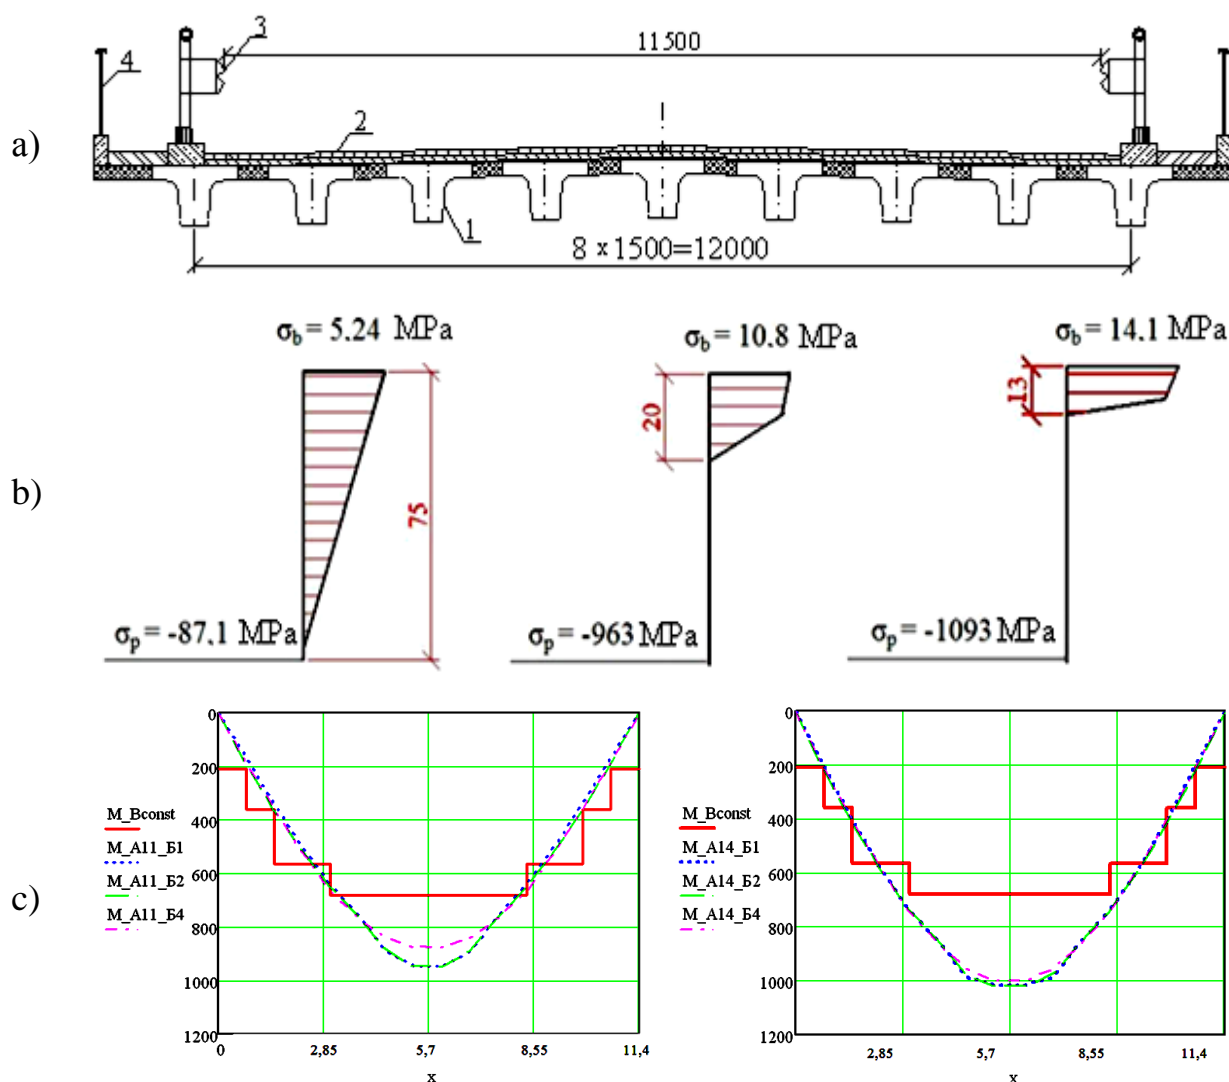 a)
11500
3
4
2
1
8 x 1500=12000
b)
σb = 5.24 MPa
75
σp = -87.1 MPa
σb = 10.8 MPa
20
σp = -963 MPa
σb = 14.1 MPa
13
σp = -1093 MPa
c)
0
200
400
600
800
1000
1200
M_Bconst
M_A11_Б1
M_A11_Б2
M_A11_Б4
0
2,85
5,7
8,55
11,4
x
0
200
400
600
800
1000
1200
M_Bconst
M_A14_Б1
M_A14_Б2
M_A14_Б4
2,85
5,7
8,55
11,4
x